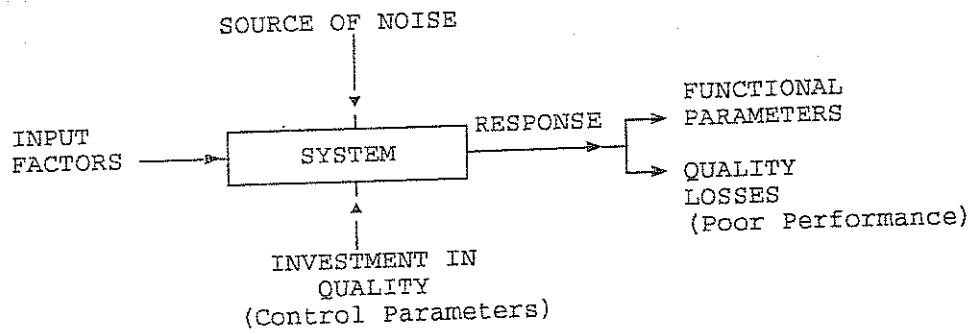 SOURCE OF NOISE
INPUT
FACTORS
SYSTEM
RESPONSE
FUNCTIONAL
PARAMETERS
QUALITY
LOSSES
(Poor Performance)
INVESTMENT IN
QUALITY
(Control Parameters)